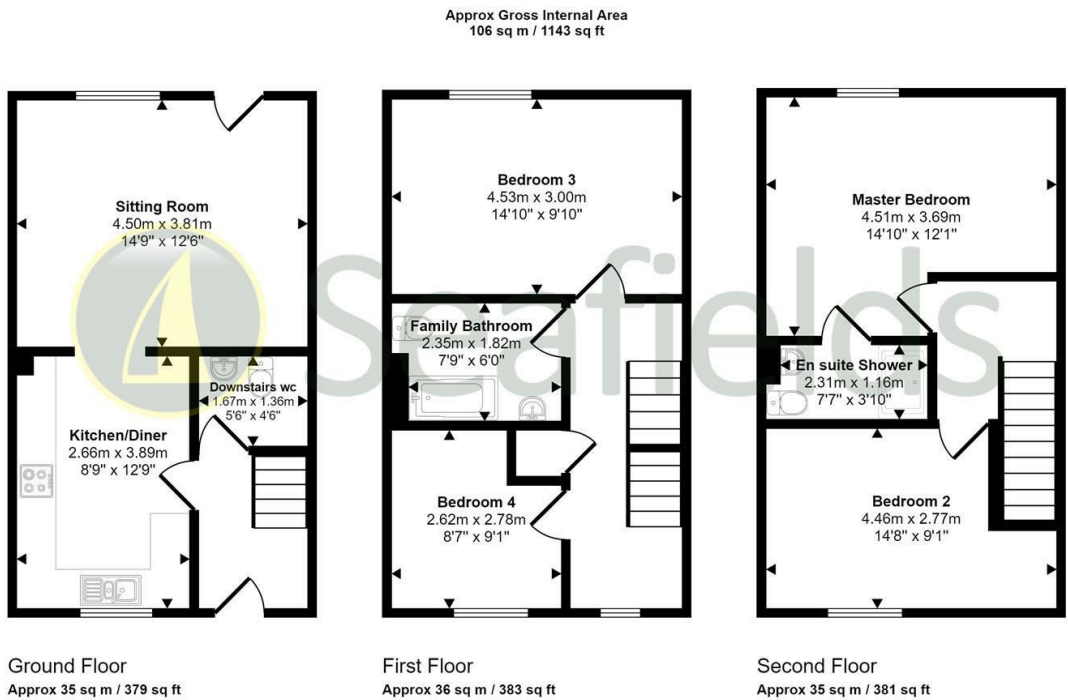 Approx Gross Internal Area
106 sq m / 1143 sq ft
Sitting Room
4.50m x 3.81m
14'9" x 12'6"
Downstairs wc
1.67m x 1.36m
5'6" x 4'6"
Kitchen/Diner
2.66m x 3.89m
8'9" x 12'9"
Ground Floor
Approx 35 sq m / 379 sq ft
Bedroom 3
4.53m x 3.00m
14'10" x 9'10"
Family Bathroom
2.35m x 1.82m
7'9" x 6'0"
Bedroom 4
2.62m x 2.78m
8'7" x 9'1"
First Floor
Approx 36 sq m / 383 sq ft
Master Bedroom
4.51m x 3.69m
14'10" x 12'1"
En suite Shower
2.31m x 1.16m
7'7" x 3'10"
Bedroom 2
4.46m x 2.77m
14'8" x 9'1"
Second Floor
Approx 35 sq m / 381 sq ft
Seafields